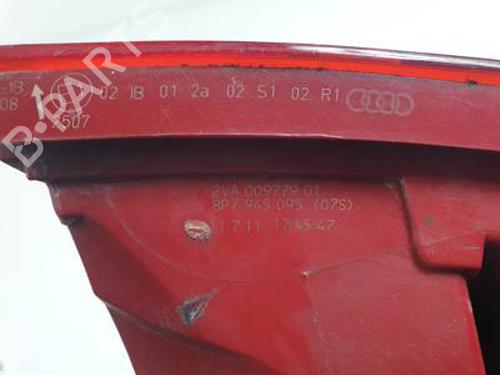 -1B 02 IB 01 2a 02 S1 02 R1
08
7507
2VA 009779 01
8P7 945 095 (07S)
11.7.11 17:45:47
B-PARTS